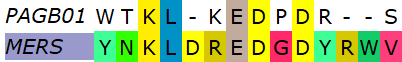 PAGB01 W T K L - K E D P D R - - S
MERS Y N K L D R E D G D Y R W V